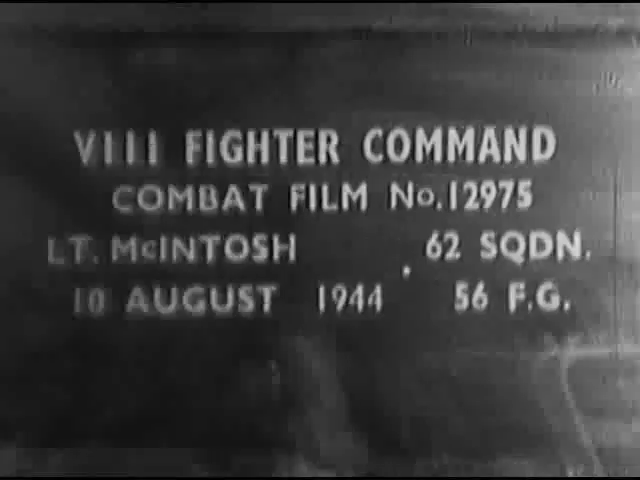 VIII FIGHTER COMMAND
COMBAT FILM No. 12975
LT. McINTOSH 62 SQDN.
10 AUGUST 1944 56 F.G.